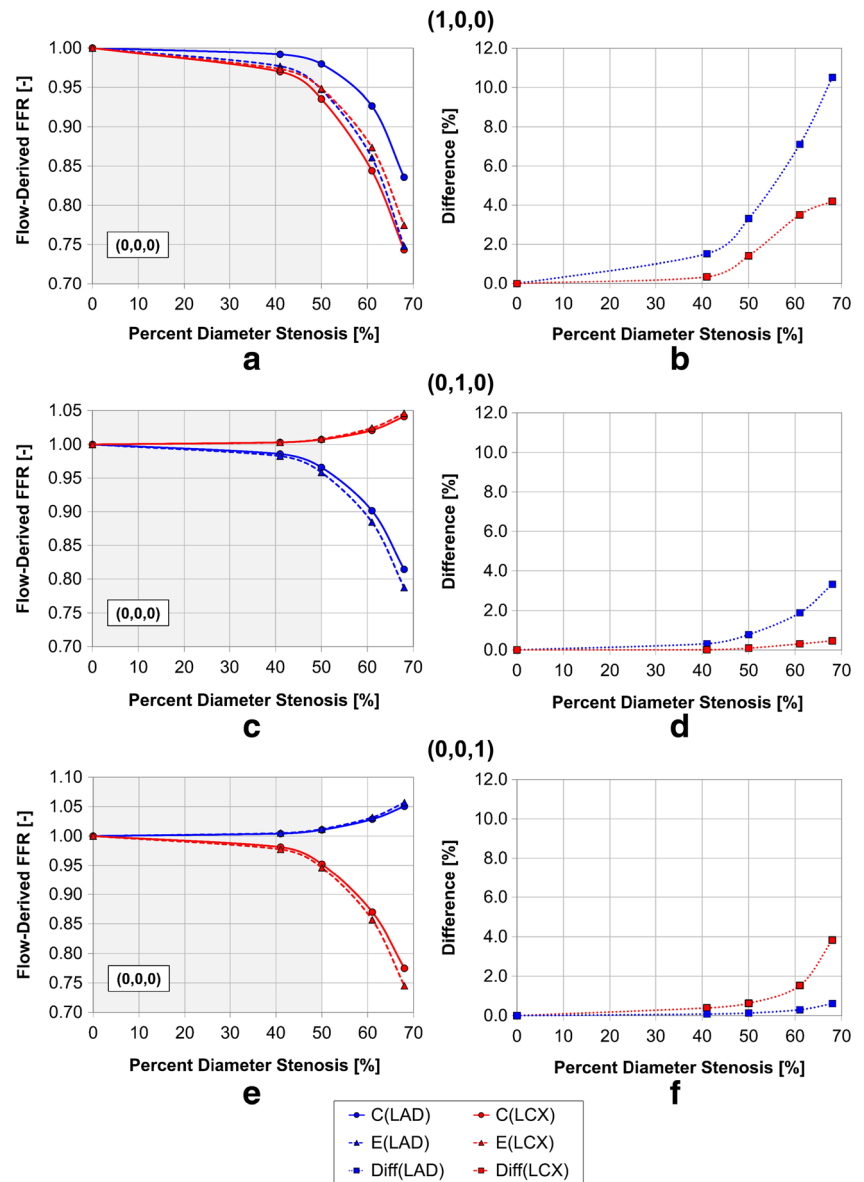 (1,0,0)
1.00
0.95
0.90
0.85
0.80
0.75
0.70
Flow-Derived FFR [-]
(0,0,0)
0 10 20 30 40 50 60 70
Percent Diameter Stenosis [%]
a
12.0
10.0
8.0
6.0
4.0
2.0
0.0
Difference [%]
0 10 20 30 40 50 60 70
Percent Diameter Stenosis [%]
b
(0,1,0)
1.05
1.00
0.95
0.90
0.85
0.80
0.75
0.70
Flow-Derived FFR [-]
(0,0,0)
0 10 20 30 40 50 60 70
Percent Diameter Stenosis [%]
c
12.0
10.0
8.0
6.0
4.0
2.0
0.0
Difference [%]
0 10 20 30 40 50 60 70
Percent Diameter Stenosis [%]
d
(0,0,1)
1.10
1.05
1.00
0.95
0.90
0.85
0.80
0.75
0.70
Flow-Derived FFR [-]
(0,0,0)
0 10 20 30 40 50 60 70
Percent Diameter Stenosis [%]
e
12.0
10.0
8.0
6.0
4.0
2.0
0.0
Difference [%]
0 10 20 30 40 50 60 70
Percent Diameter Stenosis [%]
f
C(LAD) C(LCX)
E(LAD) E(LCX)
Diff(LAD) Diff(LCX)